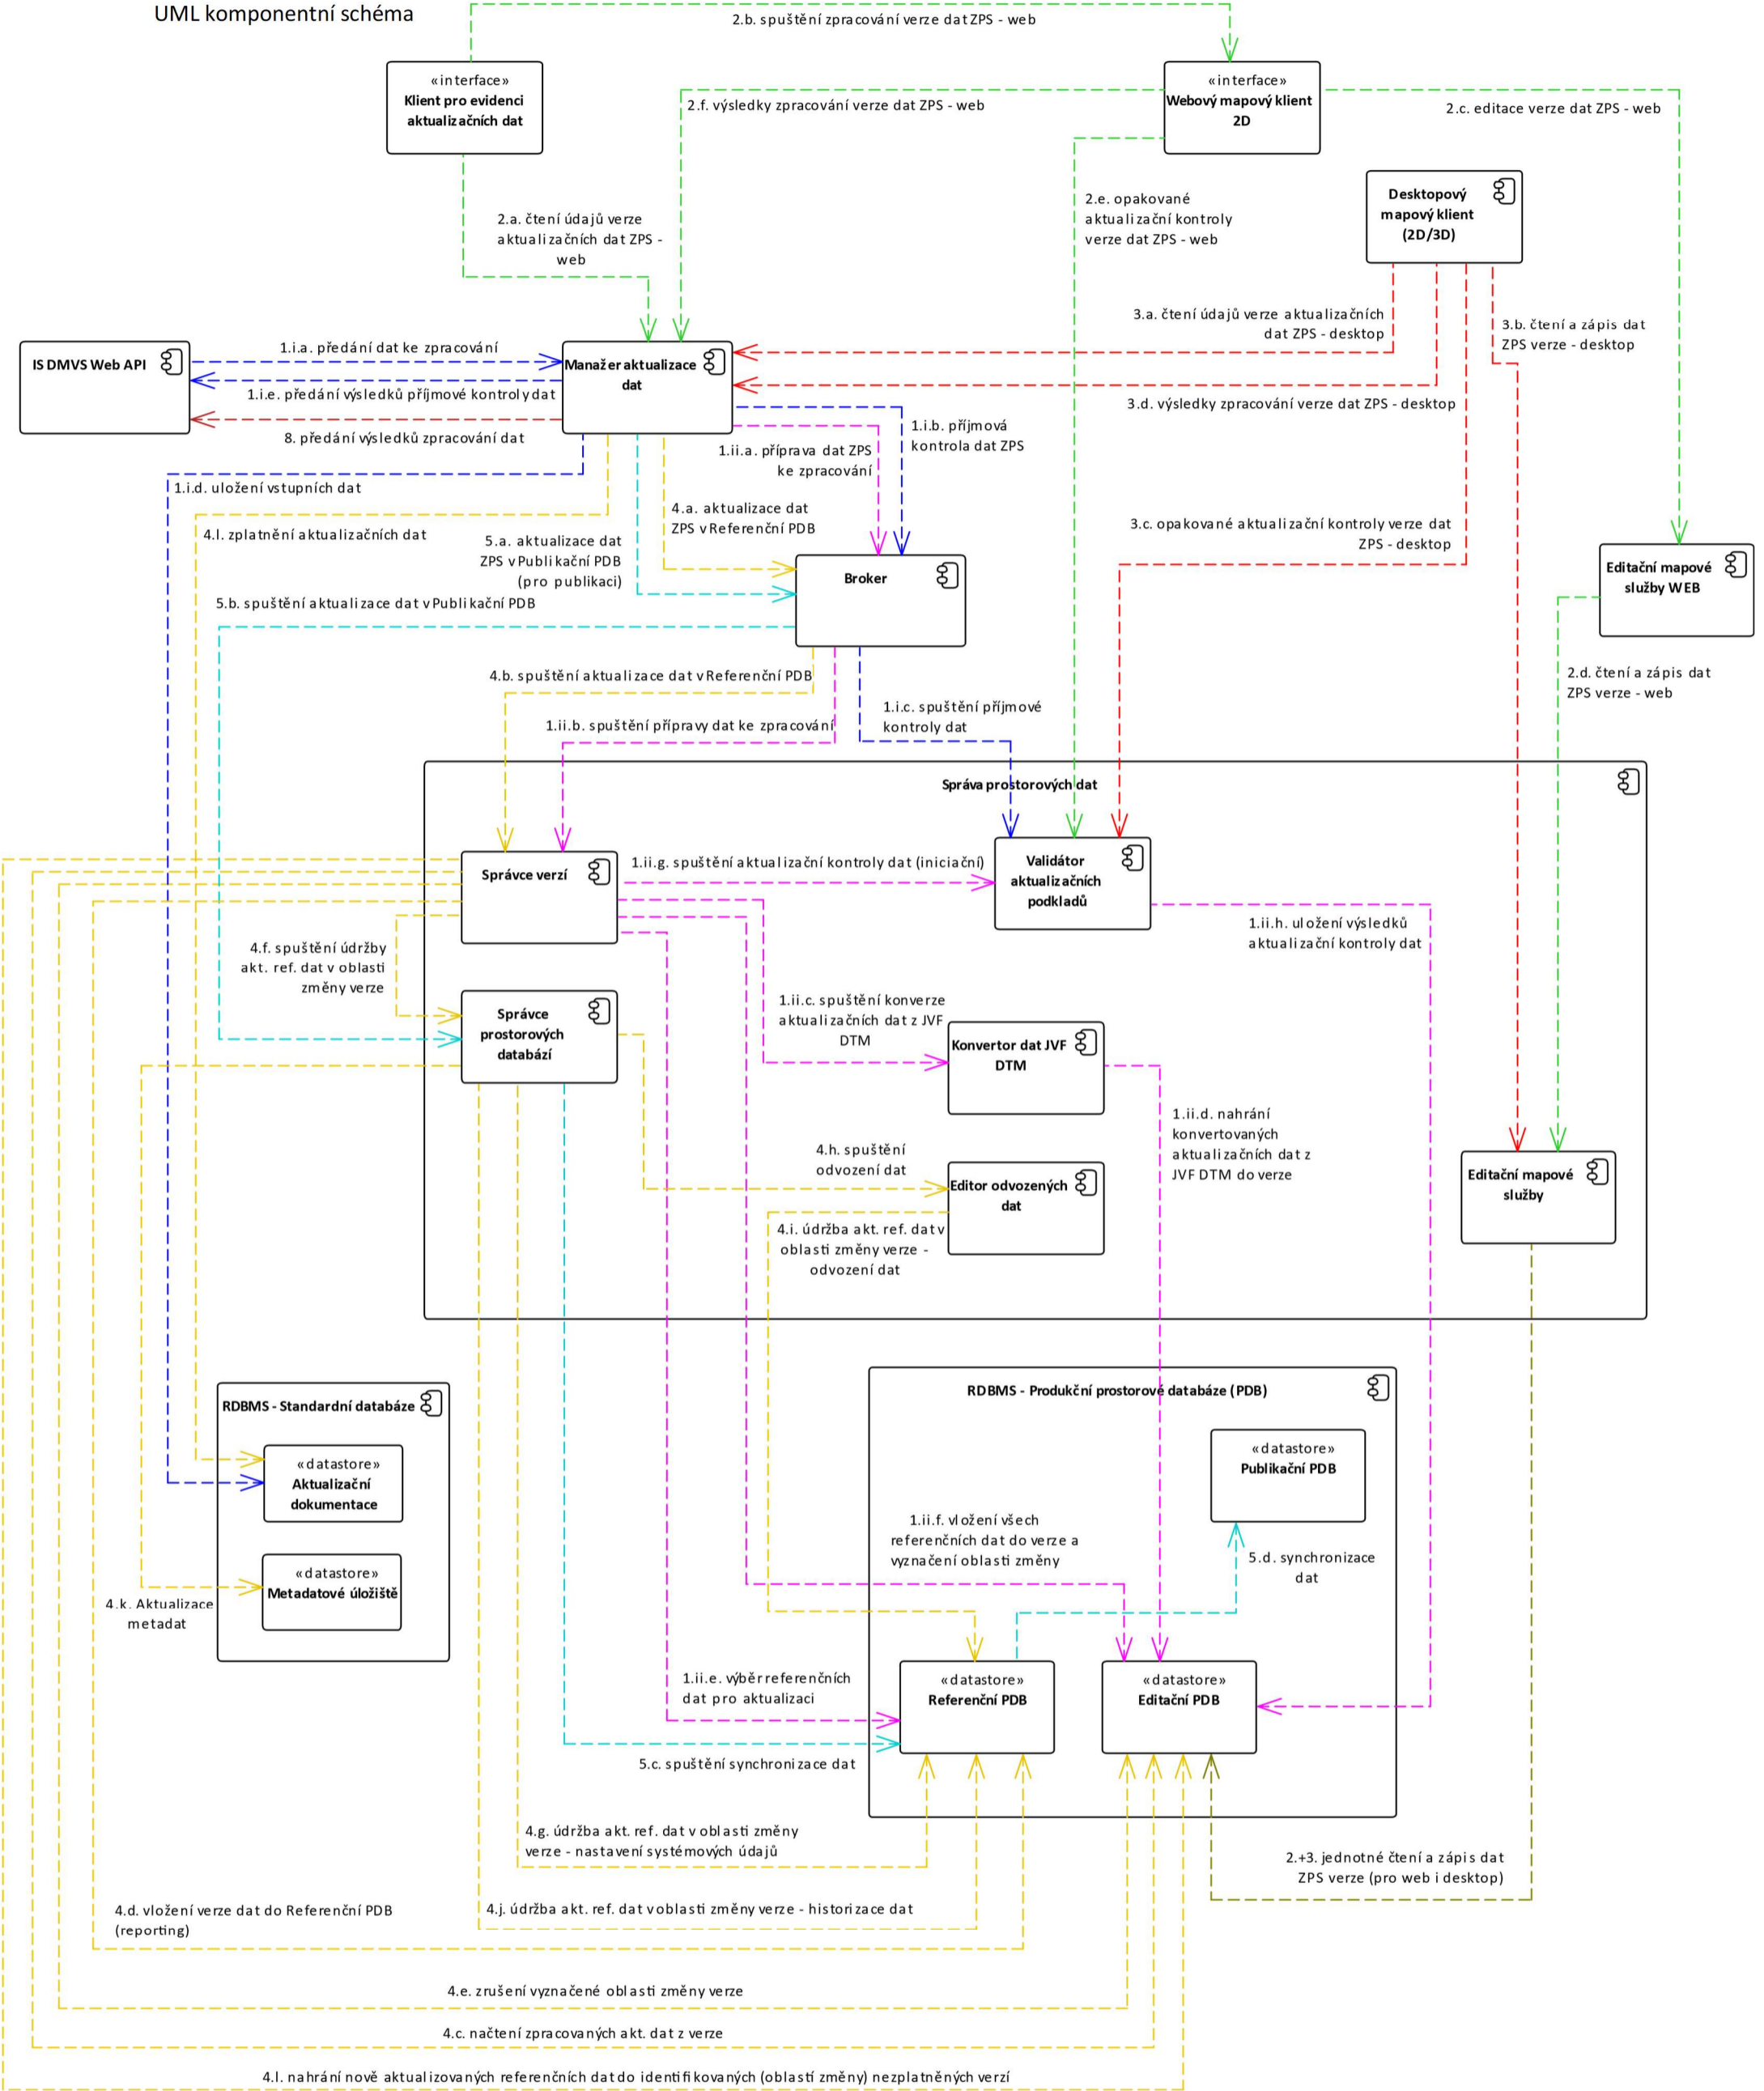 UML komponentní schéma
2.b. spuštění zpracování verze dat ZPS - web
«interface»
Klient pro evidenci
aktualizačních dat
«interface»
Webový mapový klient
2D
2.f. výsledky zpracování verze dat ZPS - web
2.c. editace verze dat ZPS - web
Desktopový
mapový klient
(2D/3D)
2.a. čtení údajů verze
aktualizačních dat ZPS -
web
2.e. opakované
aktualizační kontroly
verze dat ZPS - web
3.a. čtení údajů verze aktualizačních
dat ZPS - desktop
3.b. čtení a zápis dat
ZPS verze - desktop
IS DMVS Web API
1.i.a. předání dat ke zpracování
1.i.e. předání výsledků příjmové kontroly dat
8. předání výsledků zpracování dat
Manažer aktualizace
dat
3.d. výsledky zpracování verze dat ZPS - desktop
1.i.b. příjmová
kontrola dat ZPS
1.ii.a. příprava dat ZPS
ke zpracování
1.i.d. uložení vstupních dat
4.a. aktualizace dat
ZPS v Referenční PDB
4.l. zplatnění aktualizačních dat
5.a. aktualizace dat
ZPS v Publikační PDB
(pro publikaci)
3.c. opakované aktualizační kontroly verze dat
ZPS - desktop
Broker
Editační mapové
služby WEB
5.b. spuštění aktualizace dat v Publikační PDB
4.b. spuštění aktualizace dat v Referenční PDB
1.ii.b. spuštění přípravy dat ke zpracování
1.i.c. spuštění příjmové
kontroly dat
2.d. čtení a zápis dat
ZPS verze - web
Správa prostorových dat
Správce verzí
1.ii.g. spuštění aktualizační kontroly dat (iniciační)
Validátor
aktualizačních
podkladů
1.ii.h. uložení výsledků
aktualizační kontroly dat
4.f. spuštění údržby
akt. ref. dat v oblasti
změny verze
Správce
prostorových
databází
1.ii.c. spuštění konverze
aktualizačních dat z JVF
DTM
Konvertor dat JVF
DTM
1.ii.d. nahrání
konvertovaných
aktualizačních dat z
JVF DTM do verze
4.h. spuštění
odvození dat
Editor odvozených
dat
Editační mapové
služby
4.i. údržba akt. ref. dat v
oblasti změny verze -
odvození dat
RDBMS - Standardní databáze
«datastore»
Aktualizační
dokumentace
«datastore»
Metadatové úložiště
4.k. Aktualizace
metadat
RDBMS - Produkční prostorové databáze (PDB)
«datastore»
Publikační PDB
1.ii.f. vložení všech
referenčních dat do verze a
vyznačení oblasti změny
5.d. synchronizace
dat
1.ii.e. výběr referenčních
dat pro aktualizaci
«datastore»
Referenční PDB
«datastore»
Editační PDB
5.c. spuštění synchronizace dat
4.g. údržba akt. ref. dat v oblasti změny
verze - nastavení systémových údajů
2.+3. jednotné čtení a zápis dat
ZPS verze (pro web i desktop)
4.d. vložení verze dat do Referenční PDB
(reporting)
4.j. údržba akt. ref. dat v oblasti změny verze - historizace dat
4.e. zrušení vyznačené oblasti změny verze
4.c. načtení zpracovaných akt. dat z verze
4.l. nahrání nově aktualizovaných referenčních dat do identifikovaných (oblastí změny) nezplatněných verzí